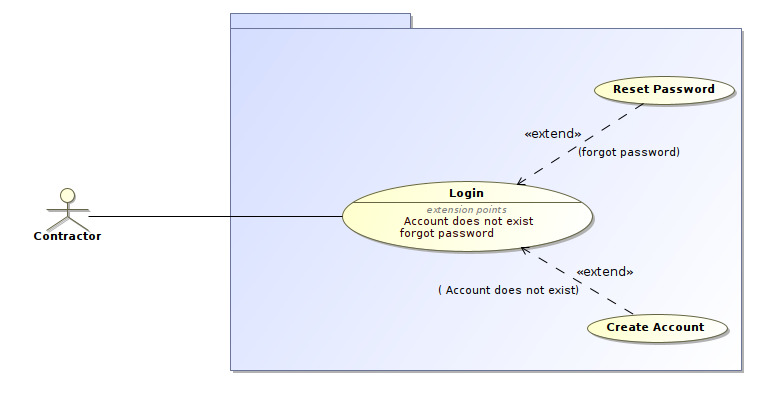 Reset Password
«extend»
(forgot password)
Login
extension points
Account does not exist
forgot password
Contractor
«extend»
( Account does not exist)
Create Account